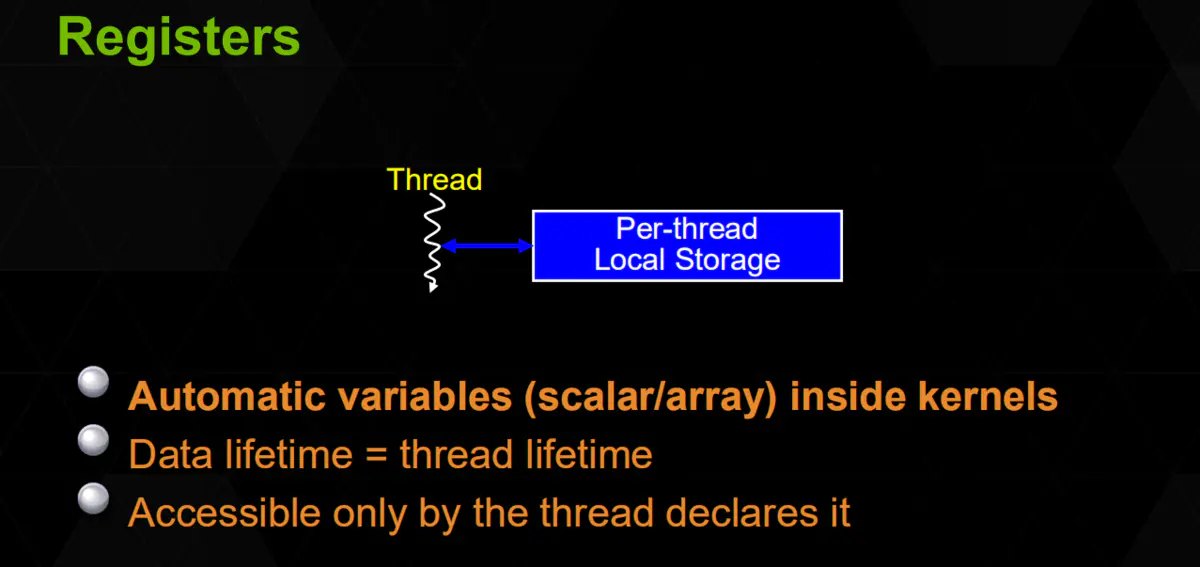 Registers
Thread
Per-thread
Local Storage
Automatic variables (scalar/array) inside kernels
Data lifetime = thread lifetime
Accessible only by the thread declares it